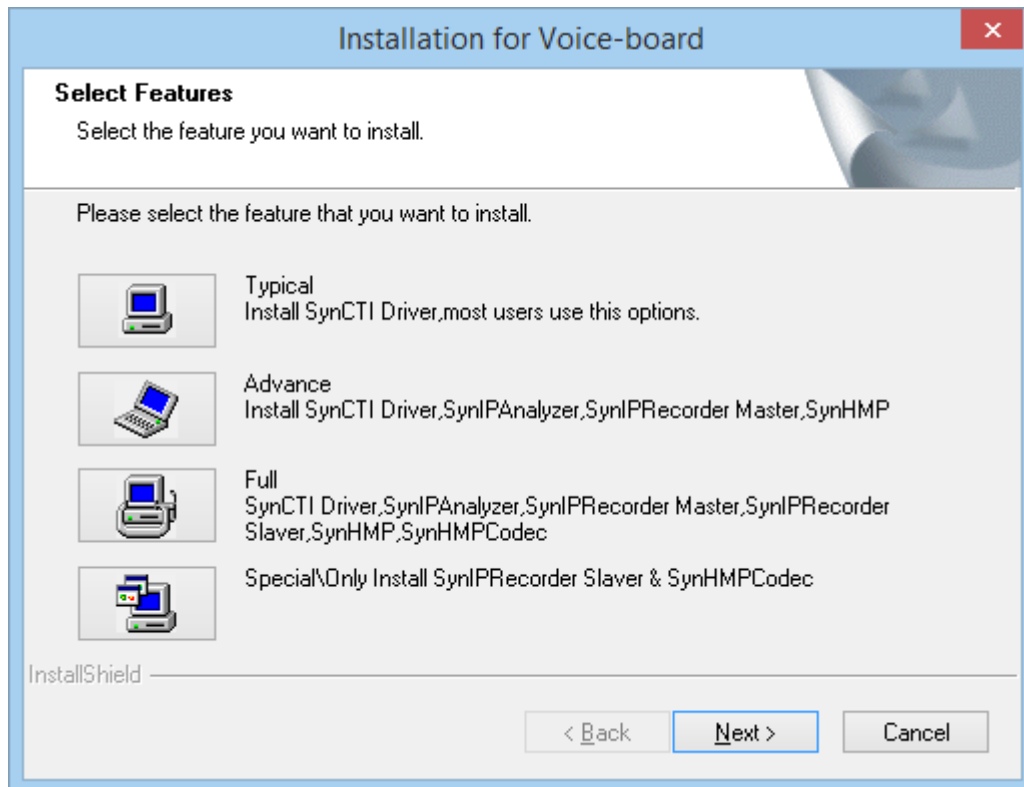 Installation for Voice-board
Select Features
Select the feature you want to install.
Please select the feature that you want to install.
Typical
Install SynCTI Driver,most users use this options.
Advance
Install SynCTI Driver,SynIPAnalyzer,SynIPRecorder Master,SynHMP
Full
SynCTI Driver,SynIPAnalyzer,SynIPRecorder Master,SynIPRecorder
Slaver,SynHMP,SynHMPCodec
Special\Only Install SynIPRecorder Slaver & SynHMPCodec
InstallShield
< Back
Next >
Cancel